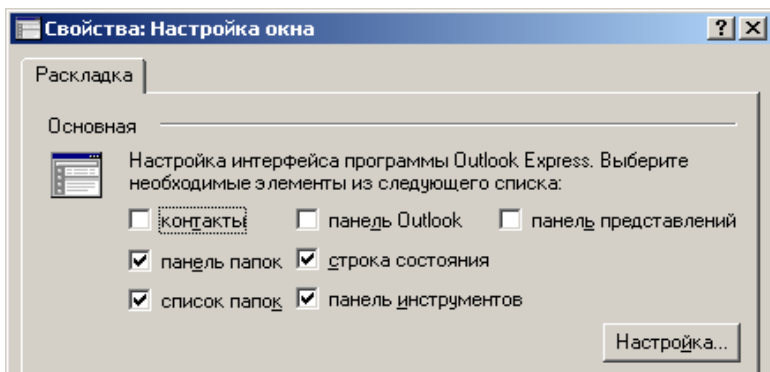 Свойства: Настройка окна
Раскладка
Основная
Настройка интерфейса программы Outlook Express. Выберите
необходимые элементы из следующего списка:
контакты панель Outlook панель представлений
панель папок строка состояния
список папок панель инструментов
Настройка...